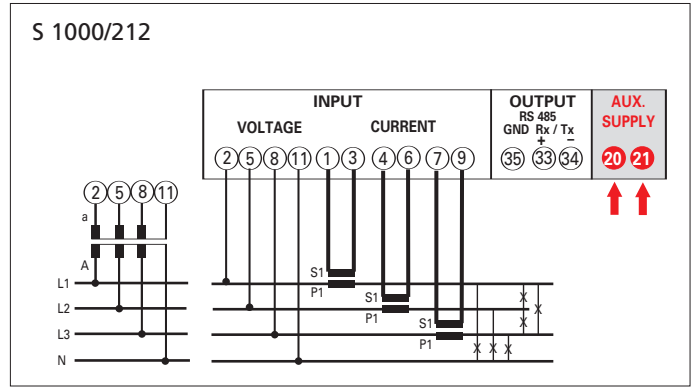 S 1000/212
INPUT
OUTPUT
AUX.
SUPPLY
VOLTAGE
CURRENT
RS 485
GND Rx / Tx
+ −
2 5 8 11 1 3 4 6 7 9
35 33 34
20 21
2 5 8 11
a
A
L1
L2
L3
N
S1
P1
S1
P1
S1
P1
X
X
X
X X X